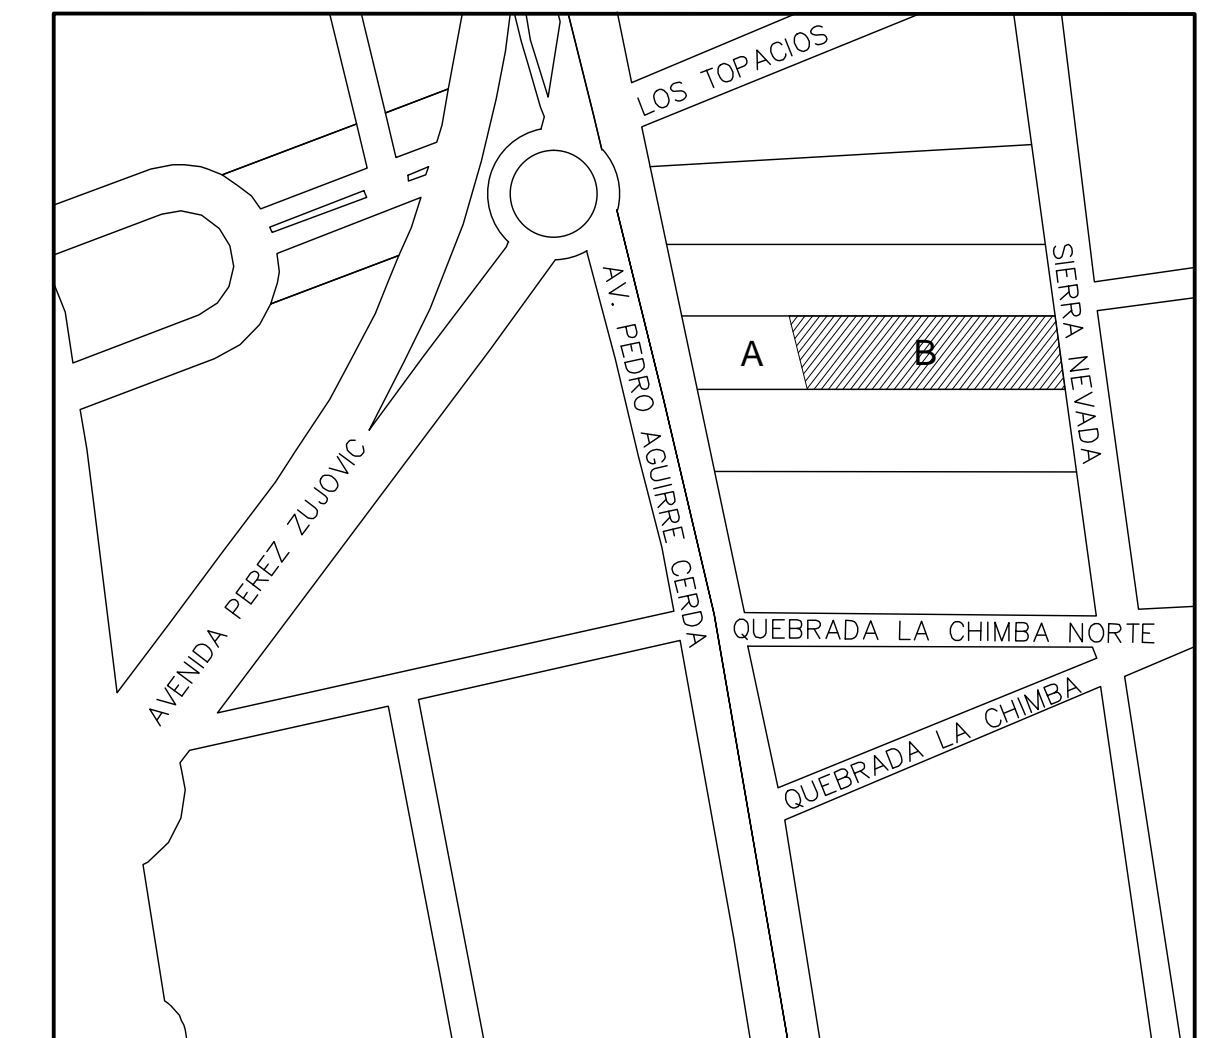 LOS TOPACIOS
SIERRA NEVADA
AV. PEDRO AGUIRRE CERDA
A
B
AVENIDA PEREZ ZUJOVIC
QUEBRADA LA CHIMBA NORTE
QUEBRADA LA CHIMBA